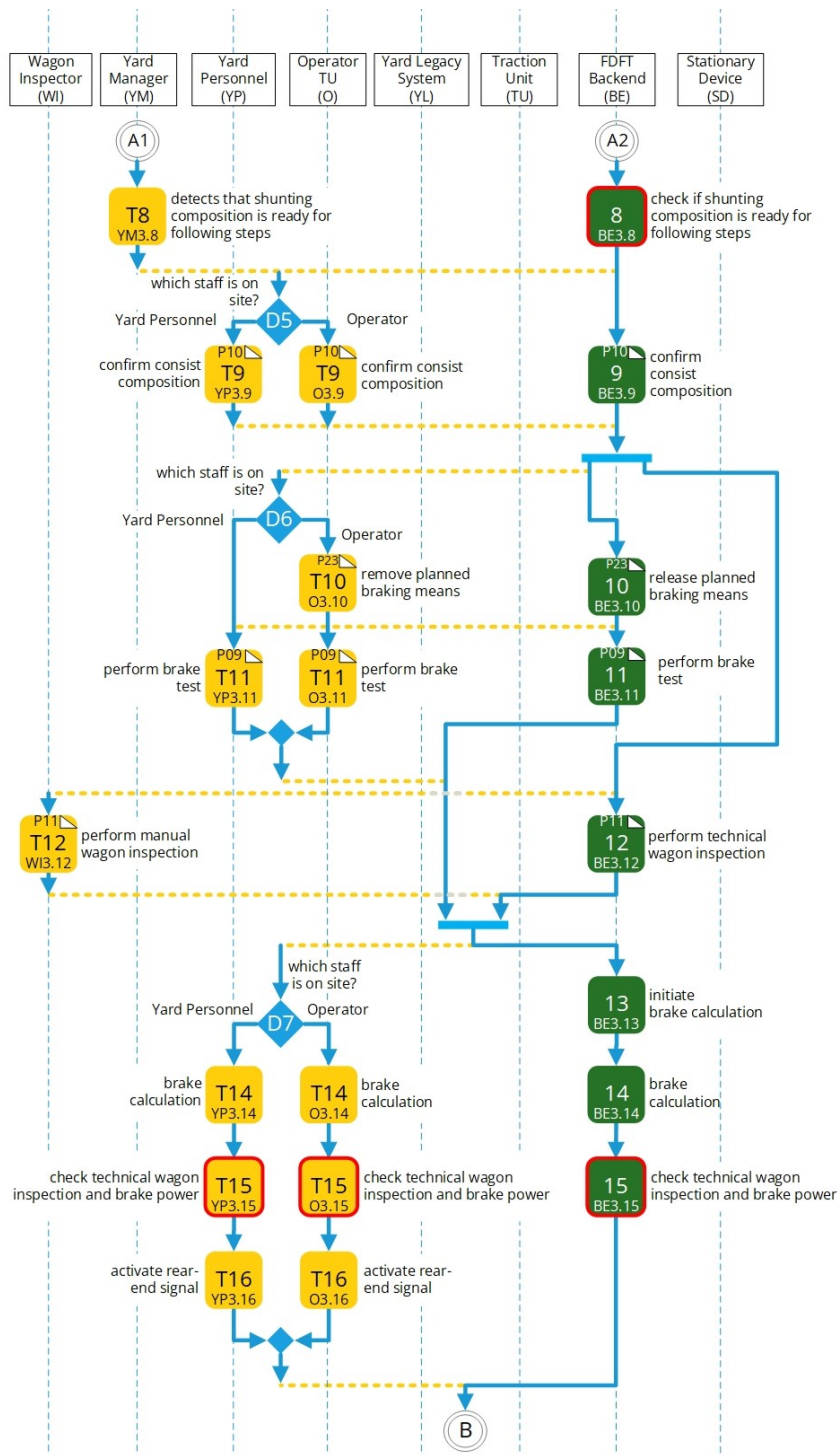 Wagon
Inspector
(WI)
Yard
Manager
(YM)
Yard
Personnel
(YP)
Operator
TU
(O)
Yard Legacy
System
(YL)
Traction
Unit
(TU)
FDFT
Backend
(BE)
Stationary
Device
(SD)
A1
A2
T8
YM3.8
detects that shunting
composition is ready for
following steps
8
BE3.8
check if shunting
composition is ready for
following steps
which staff is on
site?
Yard Personnel
D5
Operator
confirm consist
composition
P10
T9
YP3.9
P10
T9
O3.9
confirm consist
composition
P10
9
BE3.9
confirm
consist
composition
which staff is on
site?
Yard Personnel
D6
Operator
P23
T10
O3.10
remove planned
braking means
P23
10
BE3.10
release planned
braking means
perform brake
test
P09
T11
YP3.11
P09
T11
O3.11
perform brake
test
P09
11
BE3.11
perform brake
test
P11
T12
WI3.12
perform manual
wagon inspection
P11
12
BE3.12
perform technical
wagon inspection
which staff
is on site?
Yard Personnel
D7
Operator
13
BE3.13
initiate
brake calculation
brake
calculation
T14
YP3.14
T14
O3.14
brake
calculation
14
BE3.14
brake
calculation
check technical wagon
inspection and brake power
T15
YP3.15
T15
O3.15
check technical wagon
inspection and brake power
15
BE3.15
check technical wagon
inspection and brake power
activate rear-
end signal
T16
YP3.16
T16
O3.16
activate rear-
end signal
B